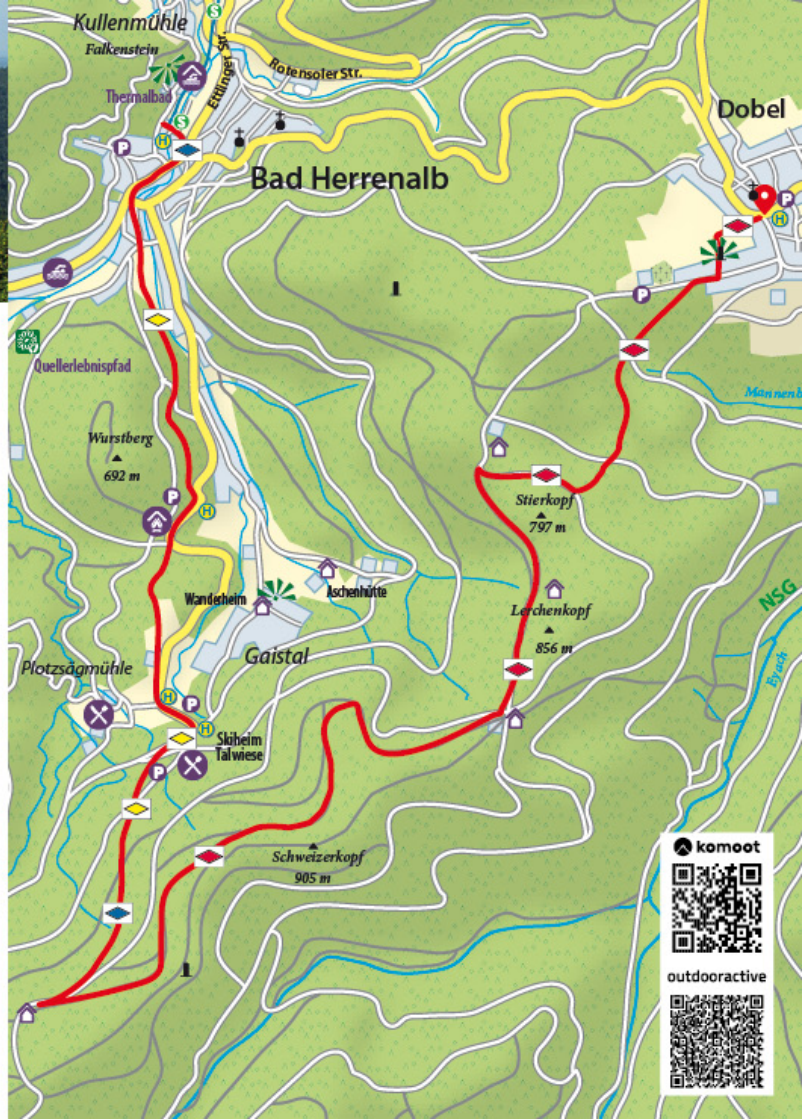 Kullenmühle
Falkenstein
Thermalbad
Ettlinger Str.
Rotensoler Str.
S
S
H
P
Bad Herrenalb
Dobel
P
H
P
Quellerlebnispfad
Mannenb
Wurstberg
692 m
P
H
Stierkopf
797 m
Wanderheim
Aschenhütte
Lerchenkopf
856 m
NSG
Eyach
Gaistal
Plotzsägmühle
H
P
H
Skiheim
Talwiese
P
Schweizerkopf
905 m
komoot
outdooractive